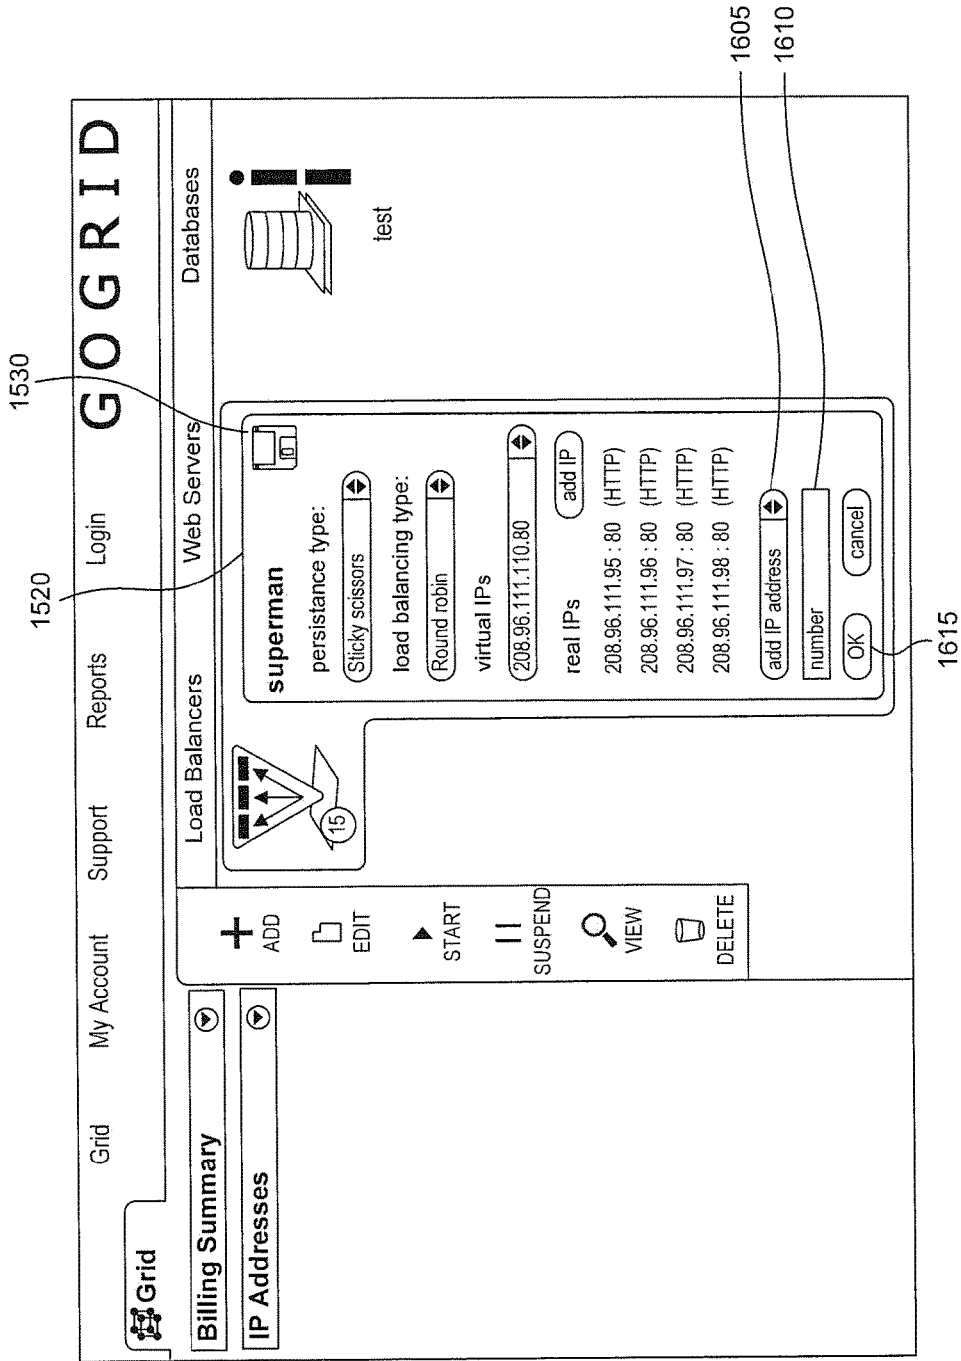 Grid My Account Support Reports Login GOGRID
Grid
Billing Summary
IP Addresses
ADD
EDIT
START
SUSPEND
VIEW
DELETE
Load Balancers Web Servers Databases
15
superman
persistance type:
Sticky scissors
load balancing type:
Round robin
virtual IPs
208.96.111.110.80
real IPs add IP
208.96.111.95 : 80 (HTTP)
208.96.111.96 : 80 (HTTP)
208.96.111.97 : 80 (HTTP)
208.96.111.98 : 80 (HTTP)
add IP address
number
OK cancel
test
1520
1530
1605
1610
1615